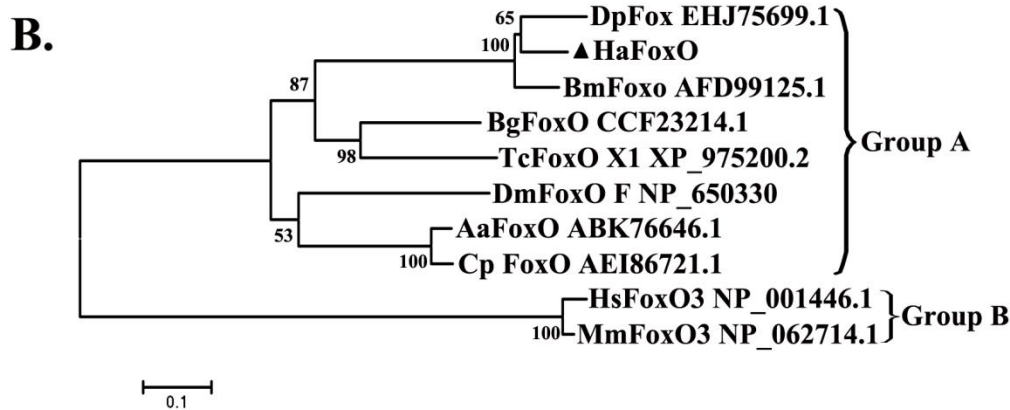 B.
65
DpFox EHJ75699.1
100
▲HaFoxO
BmFoxo AFD99125.1
87
BgFoxO CCF23214.1
98
TcFoxO X1 XP_975200.2
Group A
DmFoxO F NP_650330
53
AaFoxO ABK76646.1
100
Cp FoxO AEI86721.1
HsFoxO3 NP_001446.1
Group B
100
MmFoxO3 NP_062714.1
0.1